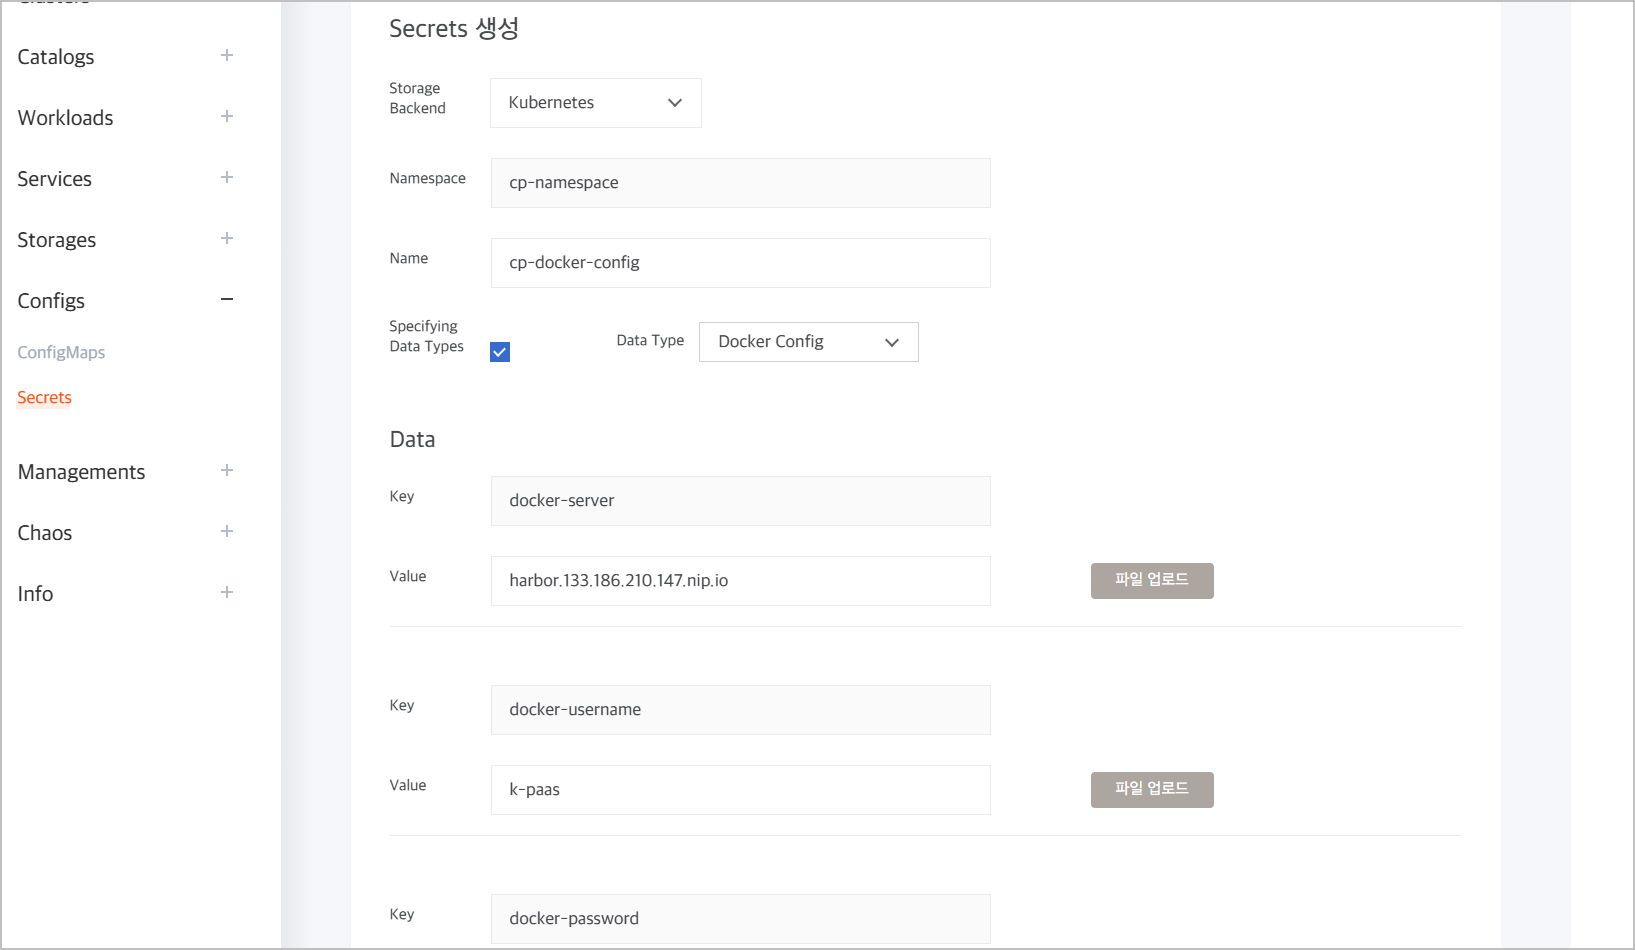 Clusters
Catalogs
Workloads
Services
Storages
Configs
ConfigMaps
Secrets
Managements
Chaos
Info
Secrets 생성
Storage
Backend
Kubernetes
Namespace
cp-namespace
Name
cp-docker-config
Specifying
Data Types
Data Type
Docker Config
Data
Key
docker-server
Value
harbor.133.186.210.147.nip.io
파일 업로드
Key
docker-username
Value
k-paas
파일 업로드
Key
docker-password